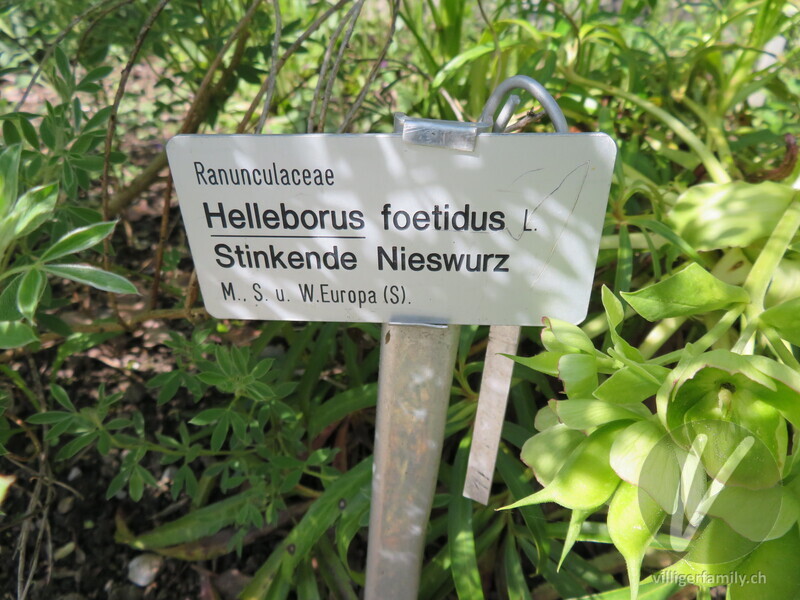 Ranunculaceae
Helleborus foetidus L.
Stinkende Nieswurz
M., S. u. W.Europa (S).
villigerfamily.ch